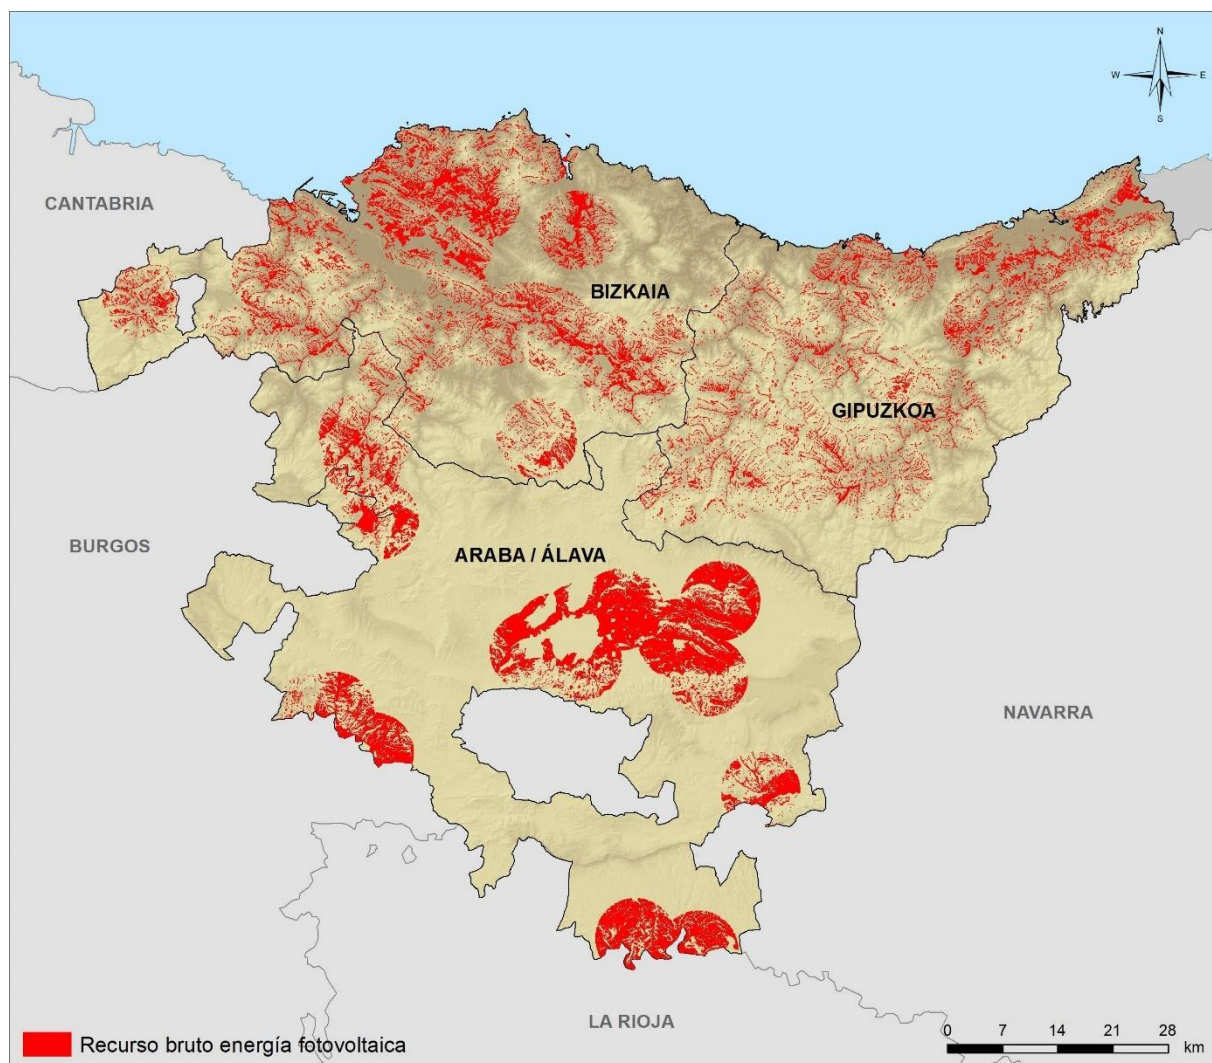 N
W E
S
CANTABRIA
BIZKAIA
GIPUZKOA
BURGOS
ARABA / ÁLAVA
NAVARRA
LA RIOJA
0 7 14 21 28
km
Recurso bruto energía fotovoltaica